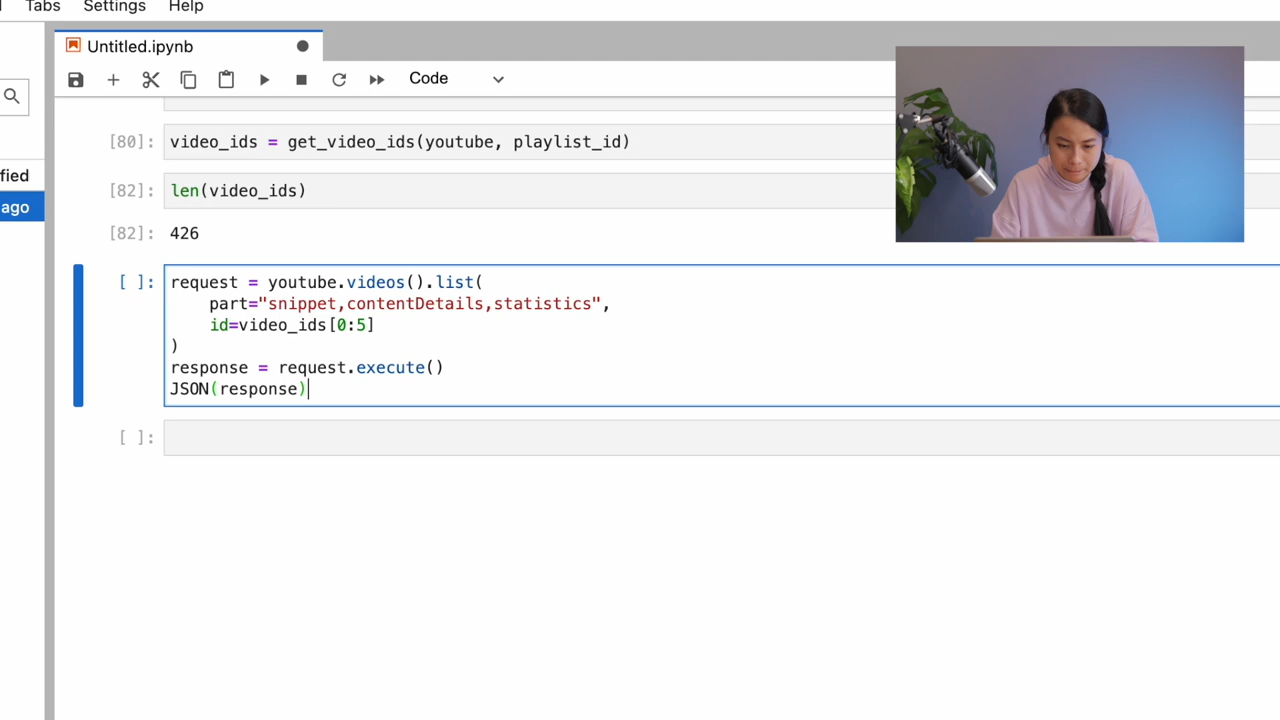 Tabs Settings Help
Untitled.ipynb
Code
[80]: video_ids = get_video_ids(youtube, playlist_id)
[82]: len(video_ids)
[82]: 426
[ ]: request = youtube.videos().list(
part="snippet,contentDetails,statistics",
id=video_ids[0:5]
)
response = request.execute()
JSON(response)
[ ]:
fied
ago